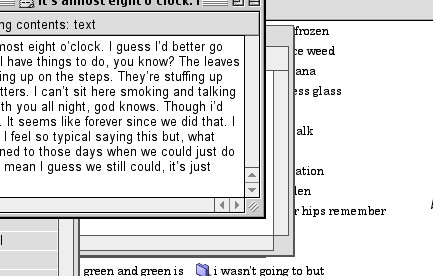 it's almost eight o'clock. I
ng contents: text
most eight o'clock. I guess I'd better go
I have things to do, you know? The leaves
ing up on the steps. They're stuffing up
tters. I can't sit here smoking and talking
th you all night, god knows. Though i'd
. It seems like forever since we did that. I
I feel so typical saying this but, what
ned to those days when we could just do
mean I guess we still could, it's just
frozen
ce weed
ana
ess glass
alk
ation
den
r hips remember
green and green is
i wasn't going to but